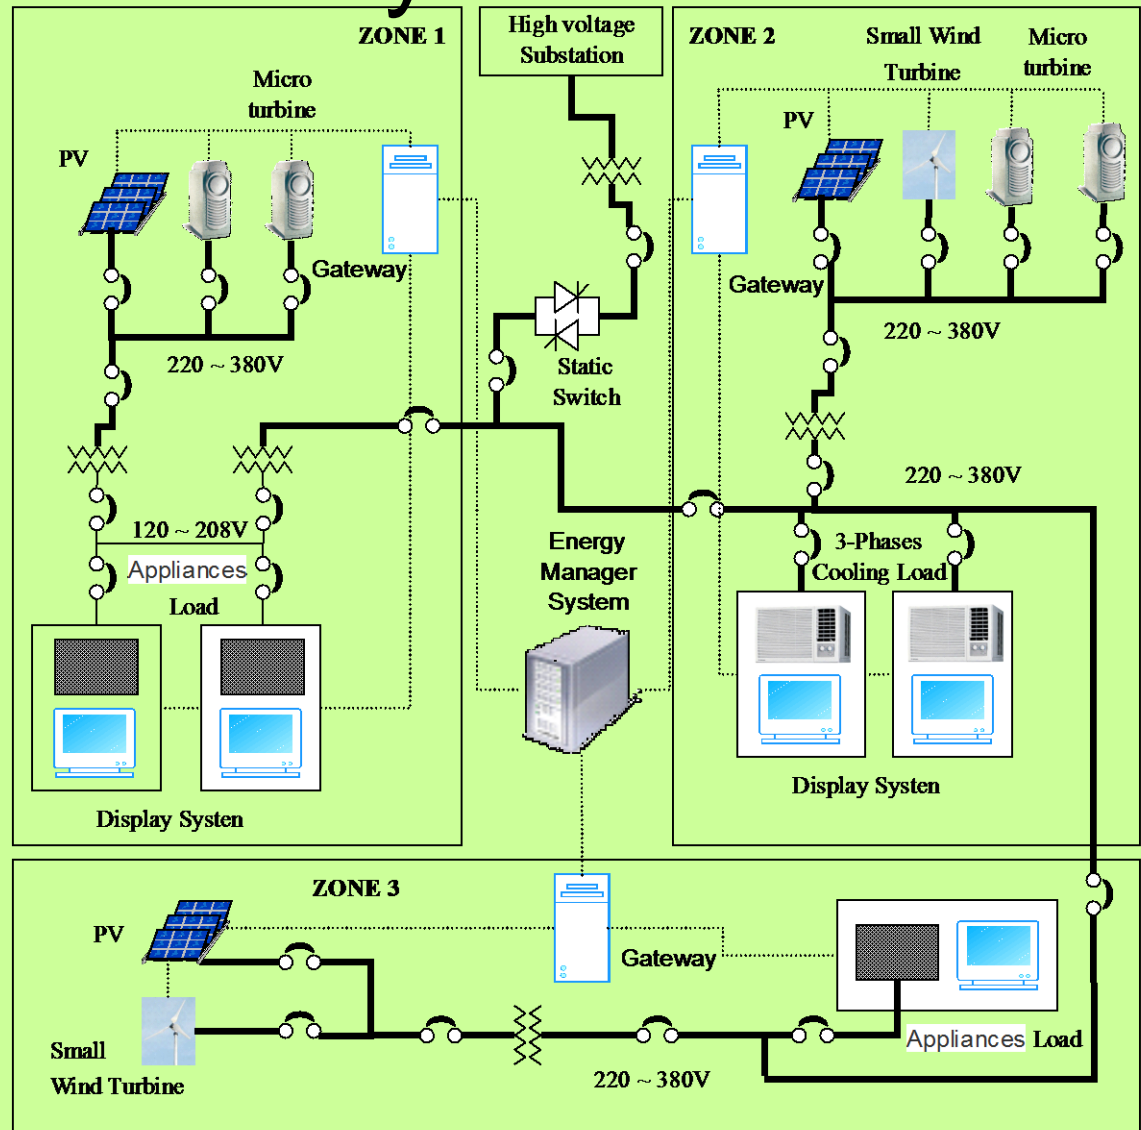 ZONE 1
Micro
turbine
PV
Gateway
220 ~ 380V
120 ~ 208V
Appliances
Load
Display Systen
High voltage
Substation
Static
Switch
Energy
Manager
System
ZONE 2
Small Wind
Turbine
Micro
turbine
PV
Gateway
220 ~ 380V
220 ~ 380V
3-Phases
Cooling Load
Display Systen
ZONE 3
PV
Gateway
Small
Wind Turbine
220 ~ 380V
Appliances Load